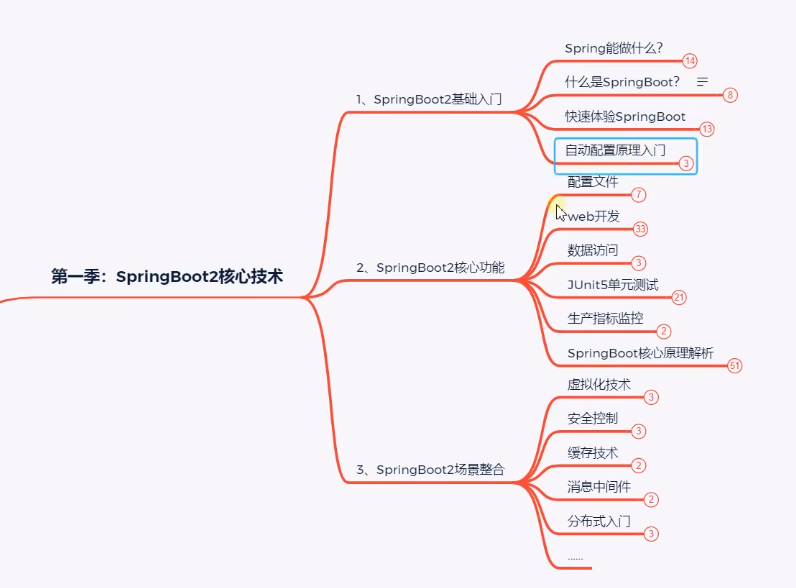 第一季：SpringBoot2核心技术
1、SpringBoot2基础入门
Spring能做什么?
14
什么是SpringBoot?
8
快速体验SpringBoot
13
自动配置原理入门
3
2、SpringBoot2核心功能
配置文件
7
web开发
33
数据访问
3
JUnit5单元测试
21
生产指标监控
2
SpringBoot核心原理解析
51
3、SpringBoot2场景整合
虚拟化技术
3
安全控制
3
缓存技术
2
消息中间件
2
分布式入门
3
......